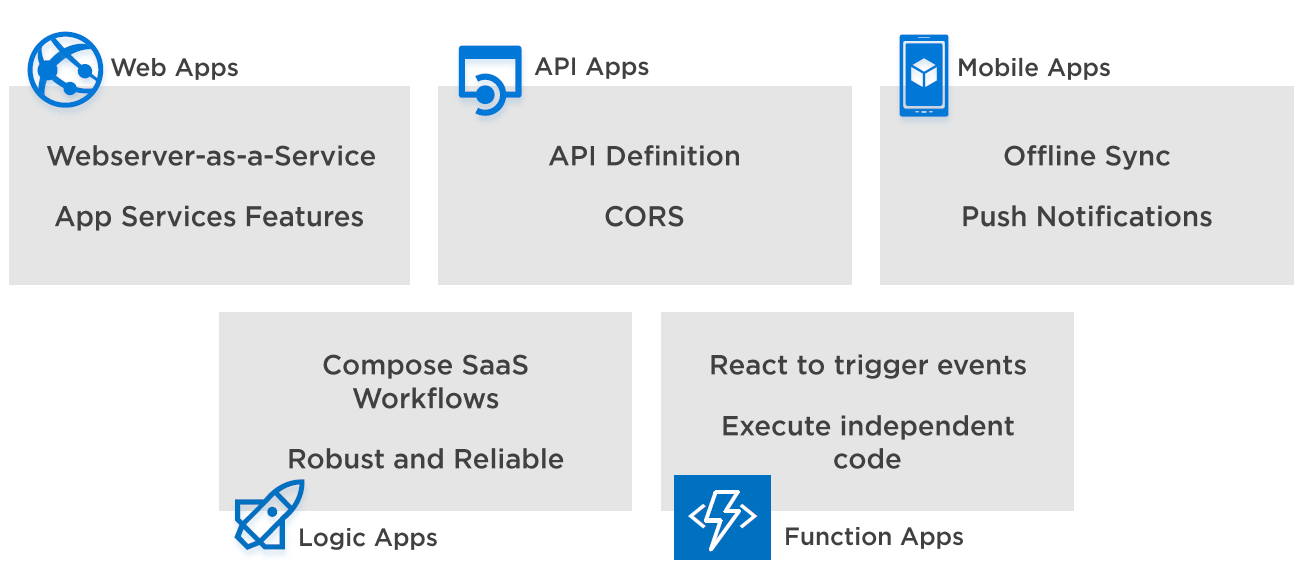 Web Apps
Webserver-as-a-Service
App Services Features
API Apps
API Definition
CORS
Mobile Apps
Offline Sync
Push Notifications
Compose SaaS
Workflows
Robust and Reliable
Logic Apps
React to trigger events
Execute independent
code
Function Apps